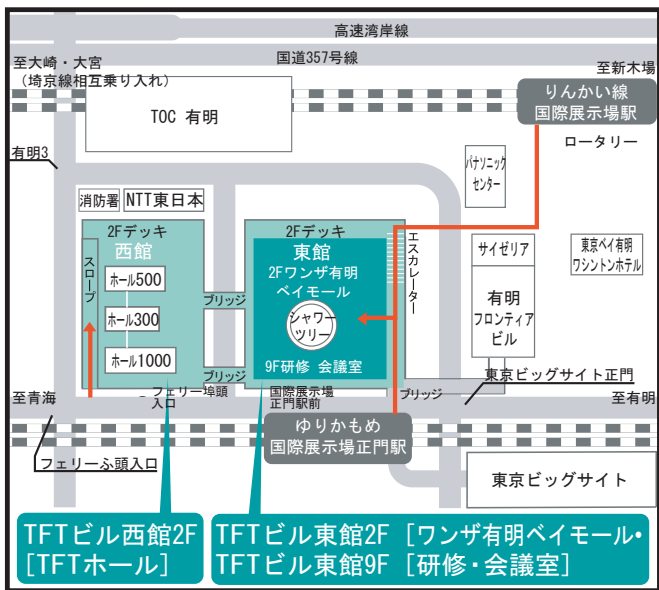 高速湾岸線
国道357号線
至大崎・大宮
(埼京線相互乗り入れ)
至新木場
りんかい線
国際展示場駅
TOC 有明
ロータリー
有明3
パナソニック
センター
消防署
NTT東日本
2Fデッキ
西館
スロープ
ホール500
ホール300
ホール1000
ブリッジ
ブリッジ
2Fデッキ
東館
2Fワンザ有明
ベイモール
シャワー
ツリー
9F研修 会議室
エスカレーター
サイゼリア
有明
フロンティア
ビル
東京ベイ有明
ワシントンホテル
東京ビッグサイト正門
至青海
フェリー埠頭
入口
国際展示場
正門駅前
ブリッジ
至有明
ゆりかもめ
国際展示場正門駅
フェリーふ頭入口
東京ビッグサイト
TFTビル西館2F
[TFTホール]
TFTビル東館2F [ワンザ有明ベイモール・
TFTビル東館9F [研修・会議室]